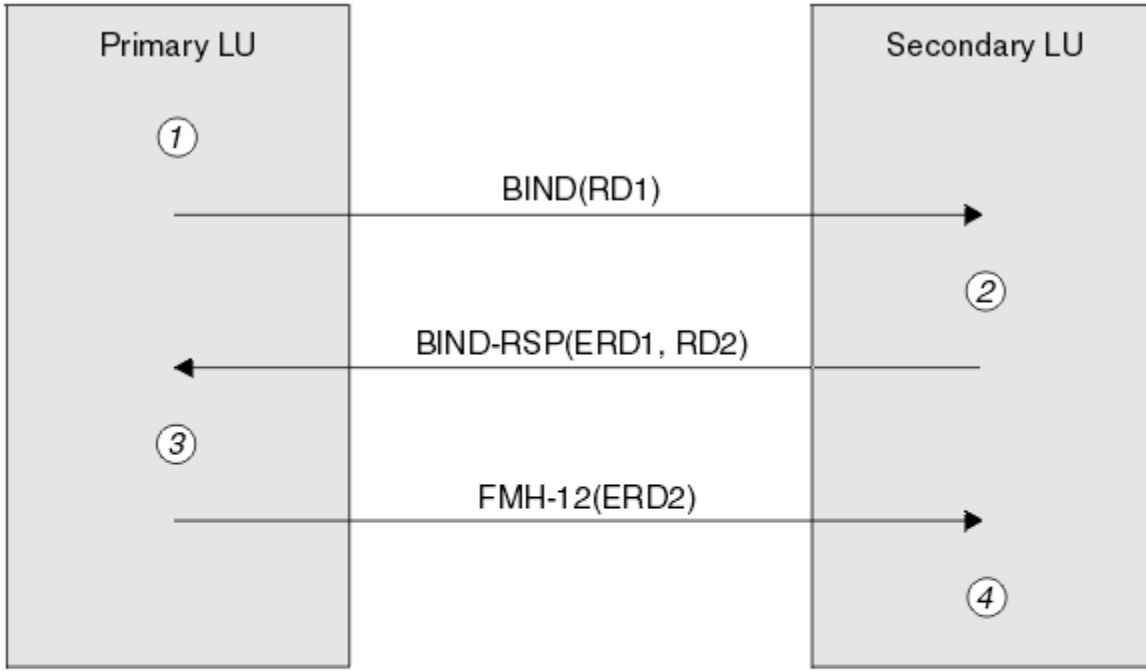 Primary LU
Secondary LU
1
BIND(RD1)
2
BIND-RSP(ERD1, RD2)
3
FMH-12(ERD2)
4